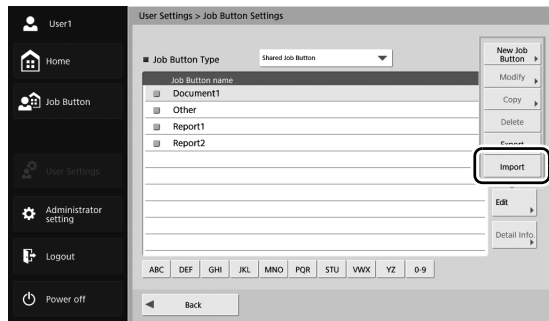 User1
Home
Job Button
User Settings
Administrator
setting
Logout
Power off
User Settings > Job Button Settings
Job Button Type
Shared Job Button
Job Button name
Document1
Other
Report1
Report2
ABC DEF GHI JKL MNO PQR STU VWX YZ 0-9
Back
New Job
Button
Modify
Copy
Delete
Export
Import
Edit
Detail Info.